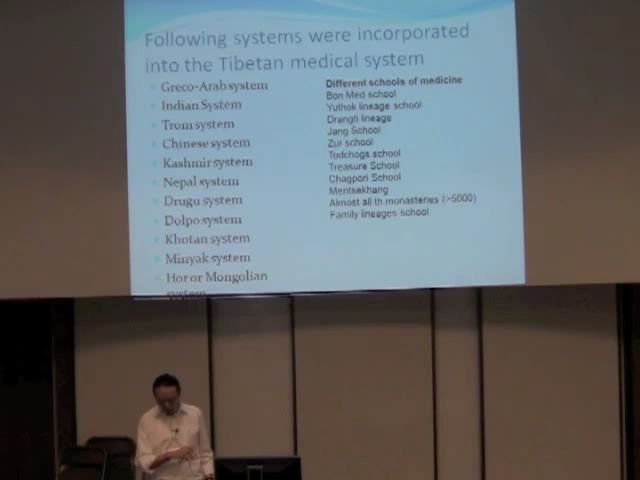 Following systems were incorporated
into the Tibetan medical system
Greco-Arab system
Indian System
Trom system
Chinese system
Kashmir system
Nepal system
Drugu system
Dolpo system
Khotan system
Minyak system
Hor or Mongolian
system
Different schools of medicine
Bon Med school
Yuthok lineage school
Drangti lineage
Jang School
Zur school
Todchogs school
Treasure School
Chagpori School
Mentsekhang
Almost all th monasteries (>5000)
Family lineages school